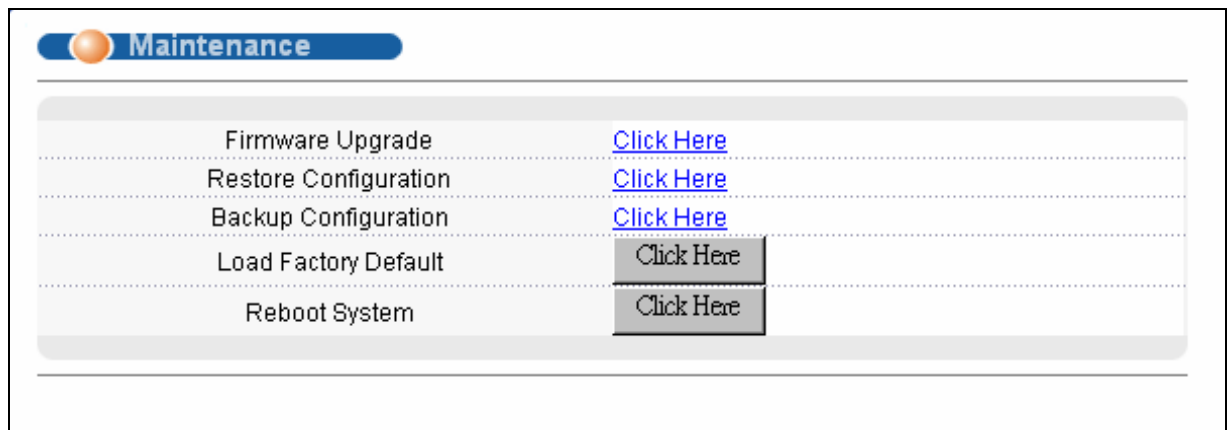 Maintenance
Firmware Upgrade Click Here
Restore Configuration Click Here
Backup Configuration Click Here
Load Factory Default Click Here
Reboot System Click Here